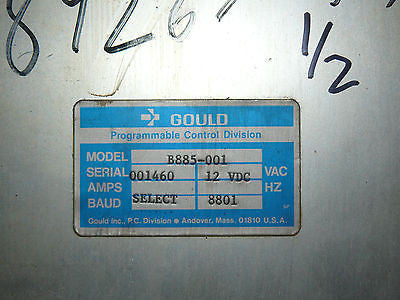 8926
1/2
GOULD
Programmable Control Division
MODEL B885-001
SERIAL 001460 12 VDC VAC
AMPS HZ
BAUD SELECT 8801
Gould Inc., P.C. Division • Andover, Mass. 01810 U.S.A.